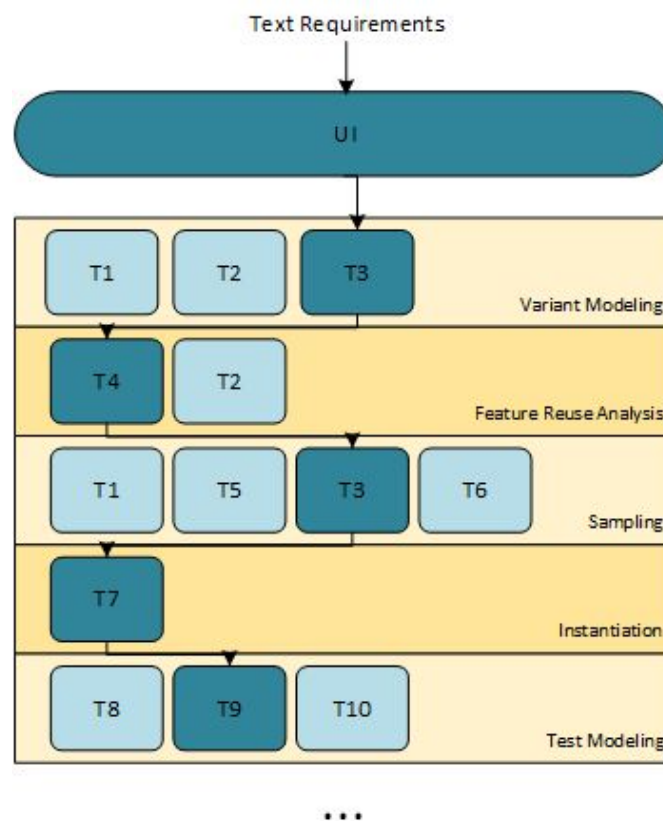 Text Requirements
UI
T1 T2 T3
Variant Modeling
T4 T2
Feature Reuse Analysis
T1 T5 T3 T6
Sampling
T7
Instantiation
T8 T9 T10
Test Modeling
...